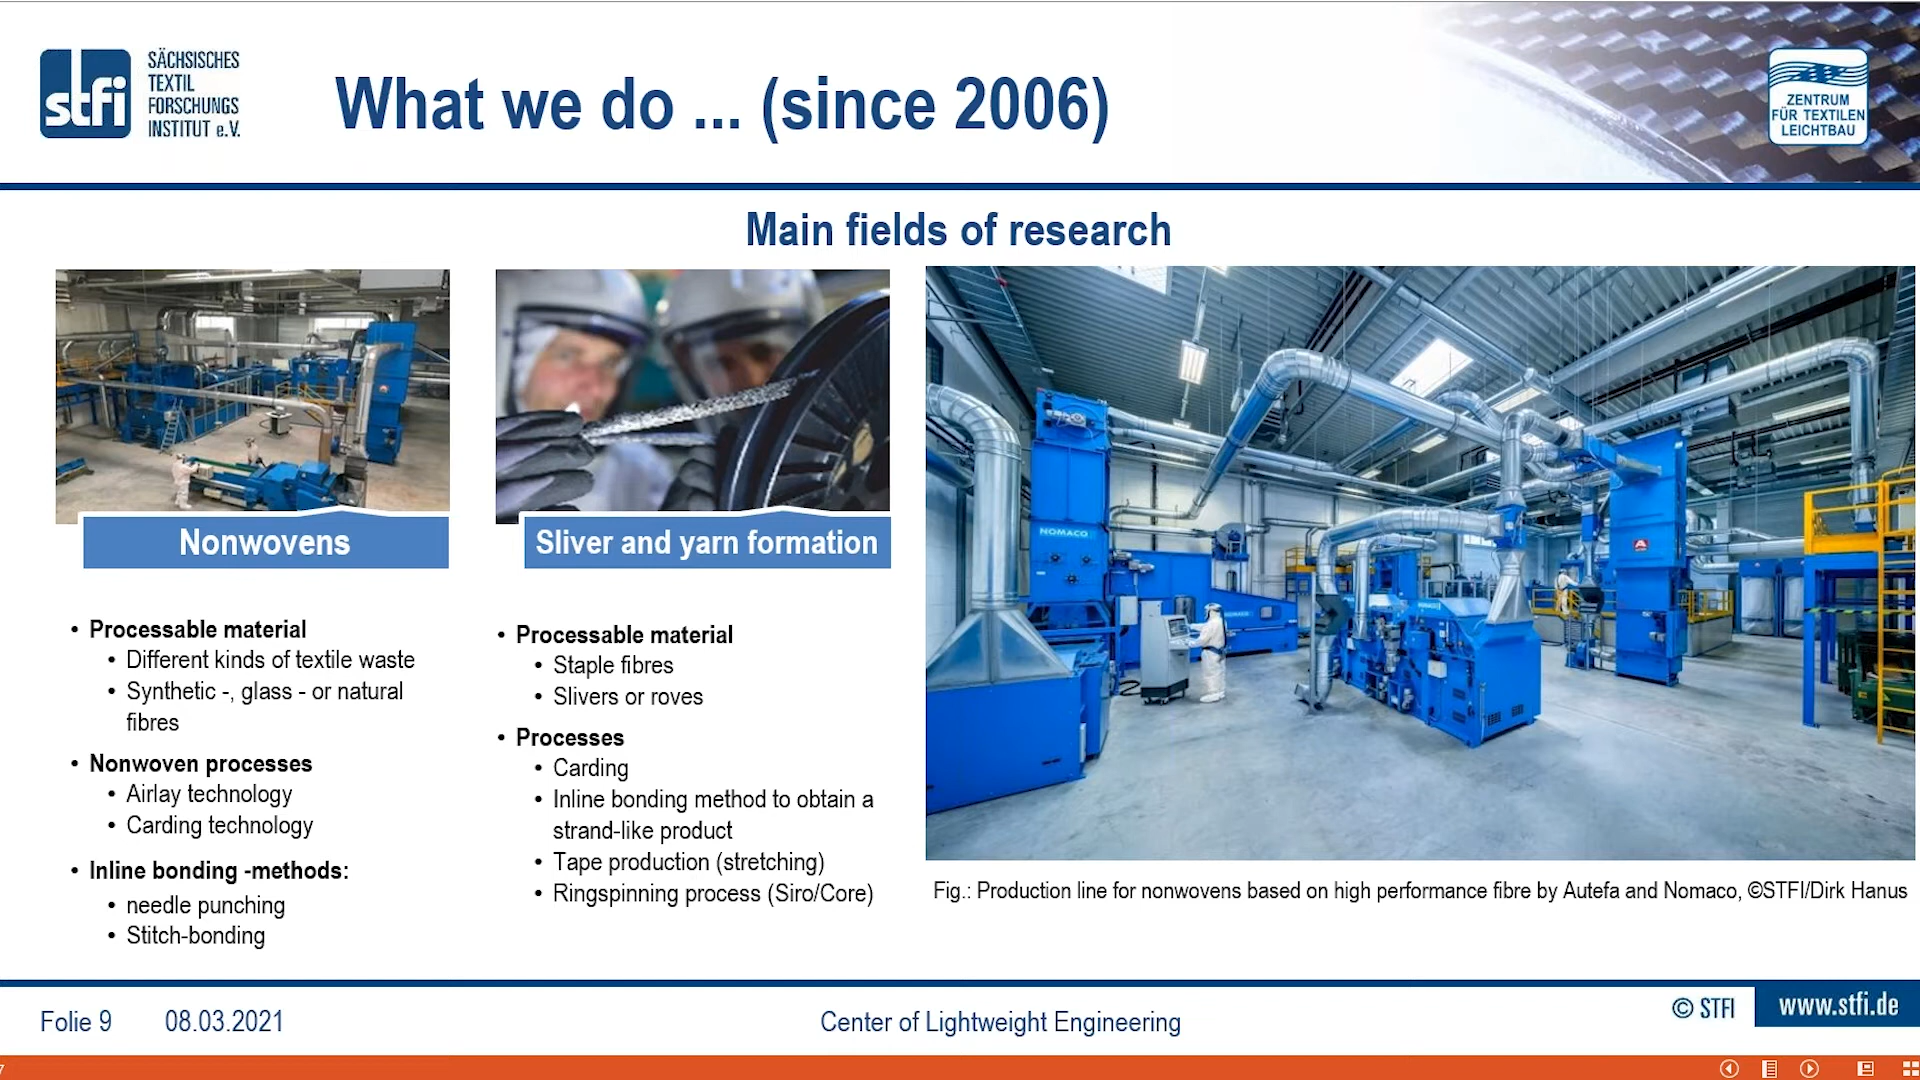 stfi
SÄCHSISCHES
TEXTIL
FORSCHUNGS
INSTITUT e.V.
What we do ... (since 2006)
ZENTRUM
FÜR TEXTILEN
LEICHTBAU
Main fields of research
Nonwovens
• Processable material
• Different kinds of textile waste
• Synthetic -, glass - or natural
fibres
• Nonwoven processes
• Airlay technology
• Carding technology
• Inline bonding -methods:
• needle punching
• Stitch-bonding
Sliver and yarn formation
• Processable material
• Staple fibres
• Slivers or roves
• Processes
• Carding
• Inline bonding method to obtain a
strand-like product
• Tape production (stretching)
• Ringspinning process (Siro/Core)
NOMACO
NOMACO
Fig.: Production line for nonwovens based on high performance fibre by Autefa and Nomaco, ©STFI/Dirk Hanus
Folie 9
08.03.2021
Center of Lightweight Engineering
© STFI
www.stfi.de